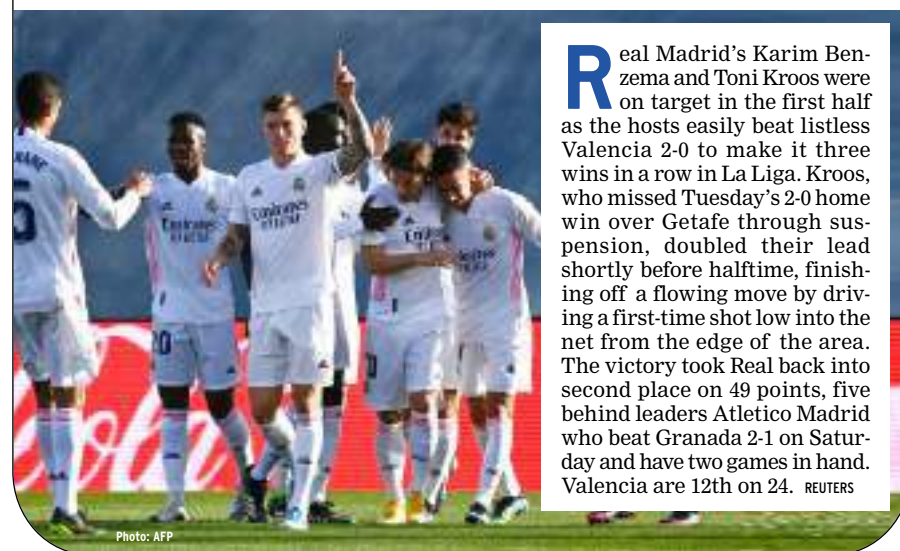 Real Madrid's Karim Ben-
zema and Toni Kroos were
on target in the first half
as the hosts easily beat listless
Valencia 2-0 to make it three
wins in a row in La Liga. Kroos,
who missed Tuesday's 2-0 home
win over Getafe through sus-
pension, doubled their lead
shortly before halftime, finish-
ing off a flowing move by driv-
ing a first-time shot low into the
net from the edge of the area.
The victory took Real back into
second place on 49 points, five
behind leaders Atletico Madrid
who beat Granada 2-1 on Satur-
day and have two games in hand.
Valencia are 12th on 24. REUTERS
5
20
Emirates
Emirates
Cola
Photo: AFP